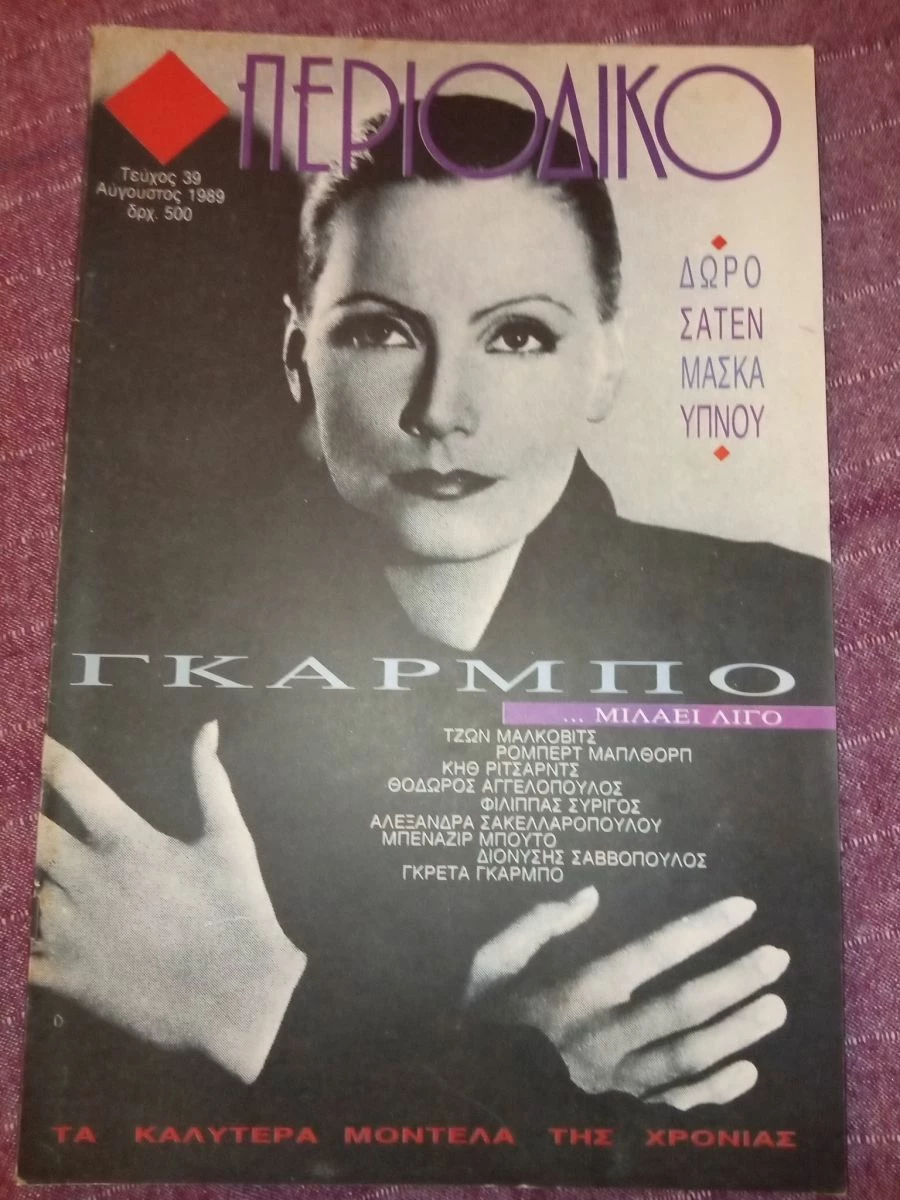 ΠΕΡΙΟΔΙΚΟ
Τεύχος 39
Αύγουστος 1989
δρχ. 500
ΔΩΡΟ
ΣΑΤΕΝ
ΜΑΣΚΑ
ΥΠΝΟΥ
ΓΚΑΡΜΠΟ
... ΜΙΛΑΕΙ ΛΙΓΟ
ΤΖΩΝ ΜΑΛΚΟΒΙΤΣ
ΡΟΜΠΕΡΤ ΜΑΠΛΘΟΡΠ
ΚΗΘ ΡΙΤΣΑΡΝΤΣ
ΘΟΔΩΡΟΣ ΑΓΓΕΛΟΠΟΥΛΟΣ
ΦΙΛΙΠΠΑΣ ΣΥΡΙΓΟΣ
ΑΛΕΞΑΝΔΡΑ ΣΑΚΕΛΛΑΡΟΠΟΥΛΟΥ
ΜΠΕΝΑΖΙΡ ΜΠΟΥΤΟ
ΔΙΟΝΥΣΗΣ ΣΑΒΒΟΠΟΥΛΟΣ
ΓΚΡΕΤΑ ΓΚΑΡΜΠΟ
ΤΑ ΚΑΛΥΤΕΡΑ ΜΟΝΤΕΛΑ ΤΗΣ ΧΡΟΝΙΑΣ